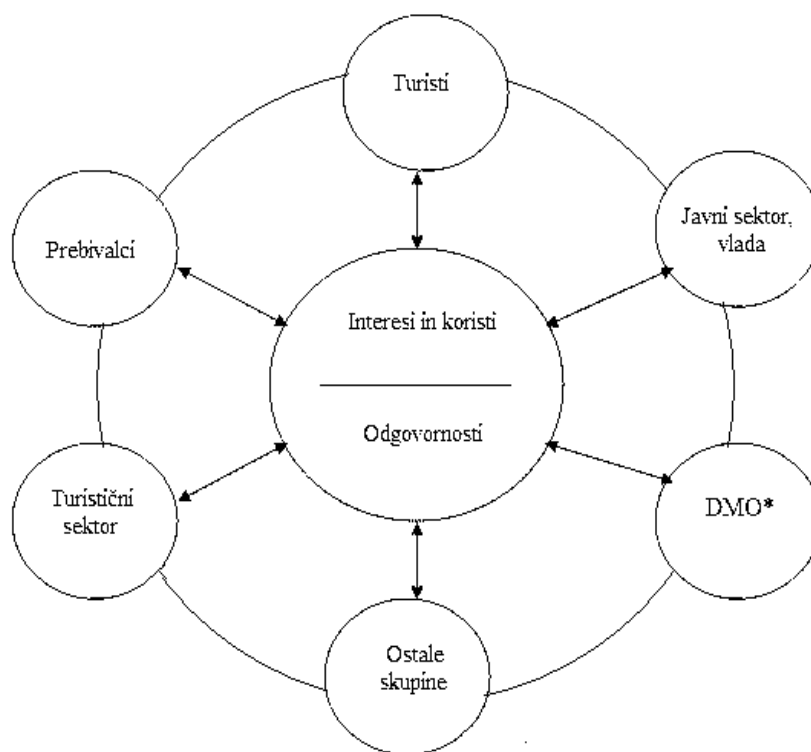 Turisti
Javni sektor,
vlada
Prebivalci
Interesi in koristi
Odgovornosti
Turistični
sektor
DMO*
Ostale
skupine